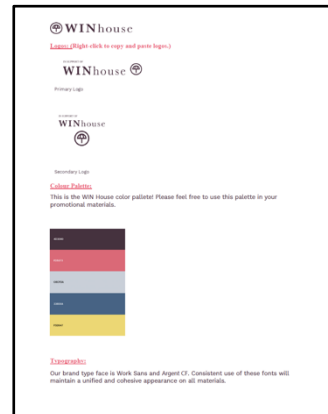 WINhouse
Logos: (Right-click to copy and paste logos.)
WINhouse
Primary Logo
WINhouse
Secondary Logo
Colour Palette:
This is the WIN House color pallete! Please feel free to use this palette in your
promotional materials.
Typography:
Our brand type face is Work Sans and Argent CF. Consistent use of these fonts will
maintain a unified and cohesive appearance on all materials.